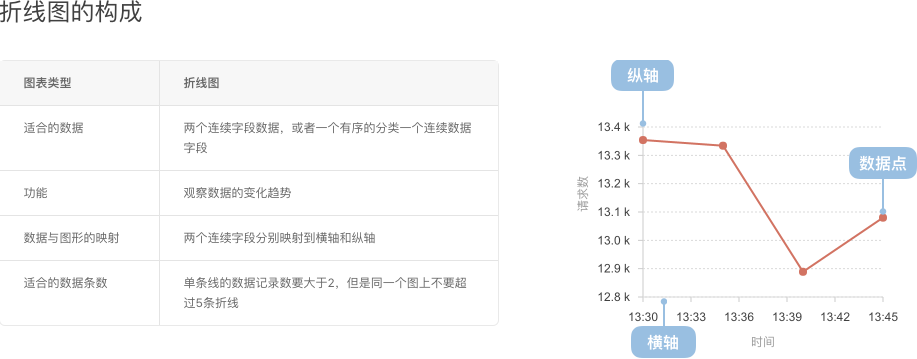 折线图的构成
图表类型 折线图
适合的数据 两个连续字段数据，或者一个有序的分类一个连续数据
字段
功能 观察数据的变化趋势
数据与图形的映射 两个连续字段分别映射到横轴和纵轴
适合的数据条数 单条线的数据记录数要大于2，但是同一个图上不要超
过5条折线
纵轴
13.4 k
13.3 k
数据点
13.2 k
请求数
13.1 k
13.0 k
12.9 k
12.8 k
13:30 13:33 13:36 13:39 13:42 13:45
横轴
时间